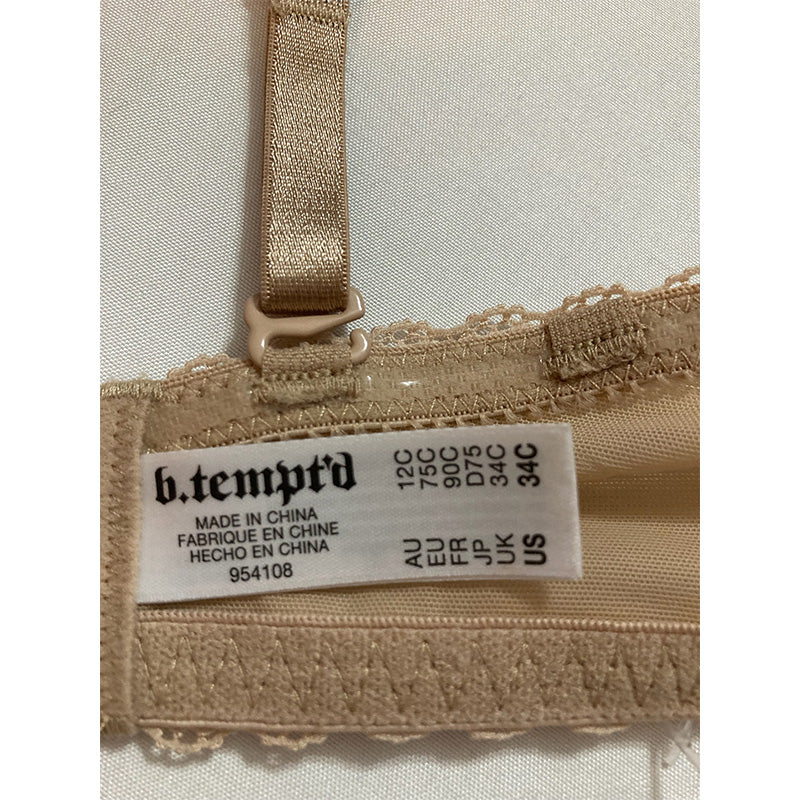 b.tempt'd
MADE IN CHINA
FABRIQUE EN CHINE
HECHO EN CHINA
954108
AU 12C
EU 75C
FR 90C
JP D75
UK 34C
US 34C